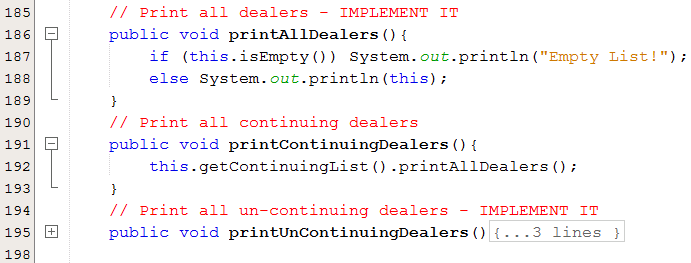 185 // Print all dealers - IMPLEMENT IT
186 public void printAllDealers(){
187 if (this.isEmpty()) System.out.println("Empty List!");
188 else System.out.println(this);
189 }
190 // Print all continuing dealers
191 public void printContinuingDealers(){
192 this.getContinuingList().printAllDealers();
193 }
194 // Print all un-continuing dealers - IMPLEMENT IT
195 public void printUnContinuingDealers(){...3 lines }
198